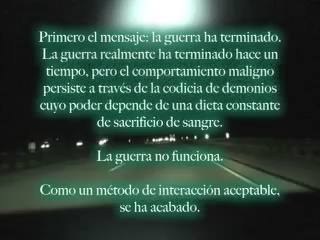 Primero el mensaje: la guerra ha terminado.
La guerra realmente ha terminado hace un
tiempo, pero el comportamiento maligno
persiste a través de la codicia de demonios
cuyo poder depende de una dieta constante
de sacrificio de sangre.
La guerra no funciona.
Como un método de interacción aceptable,
se ha acabado.